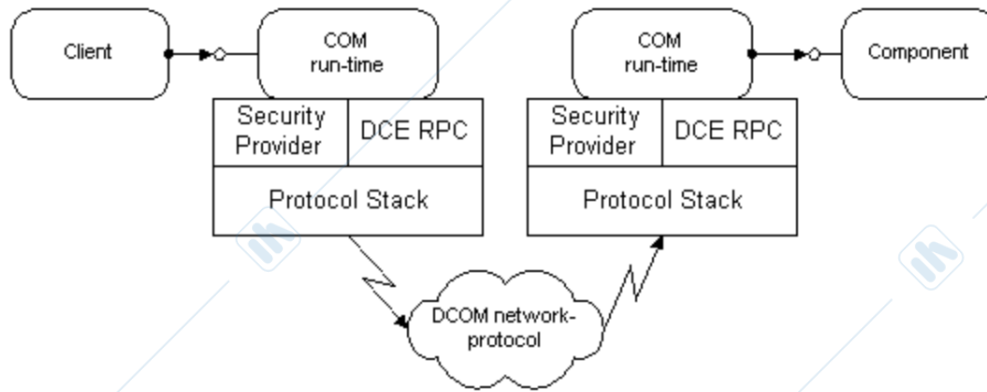 Client
COM
run-time
COM
run-time
Component
Security
Provider
DCE RPC
Security
Provider
DCE RPC
Protocol Stack
Protocol Stack
DCOM network-
protocol